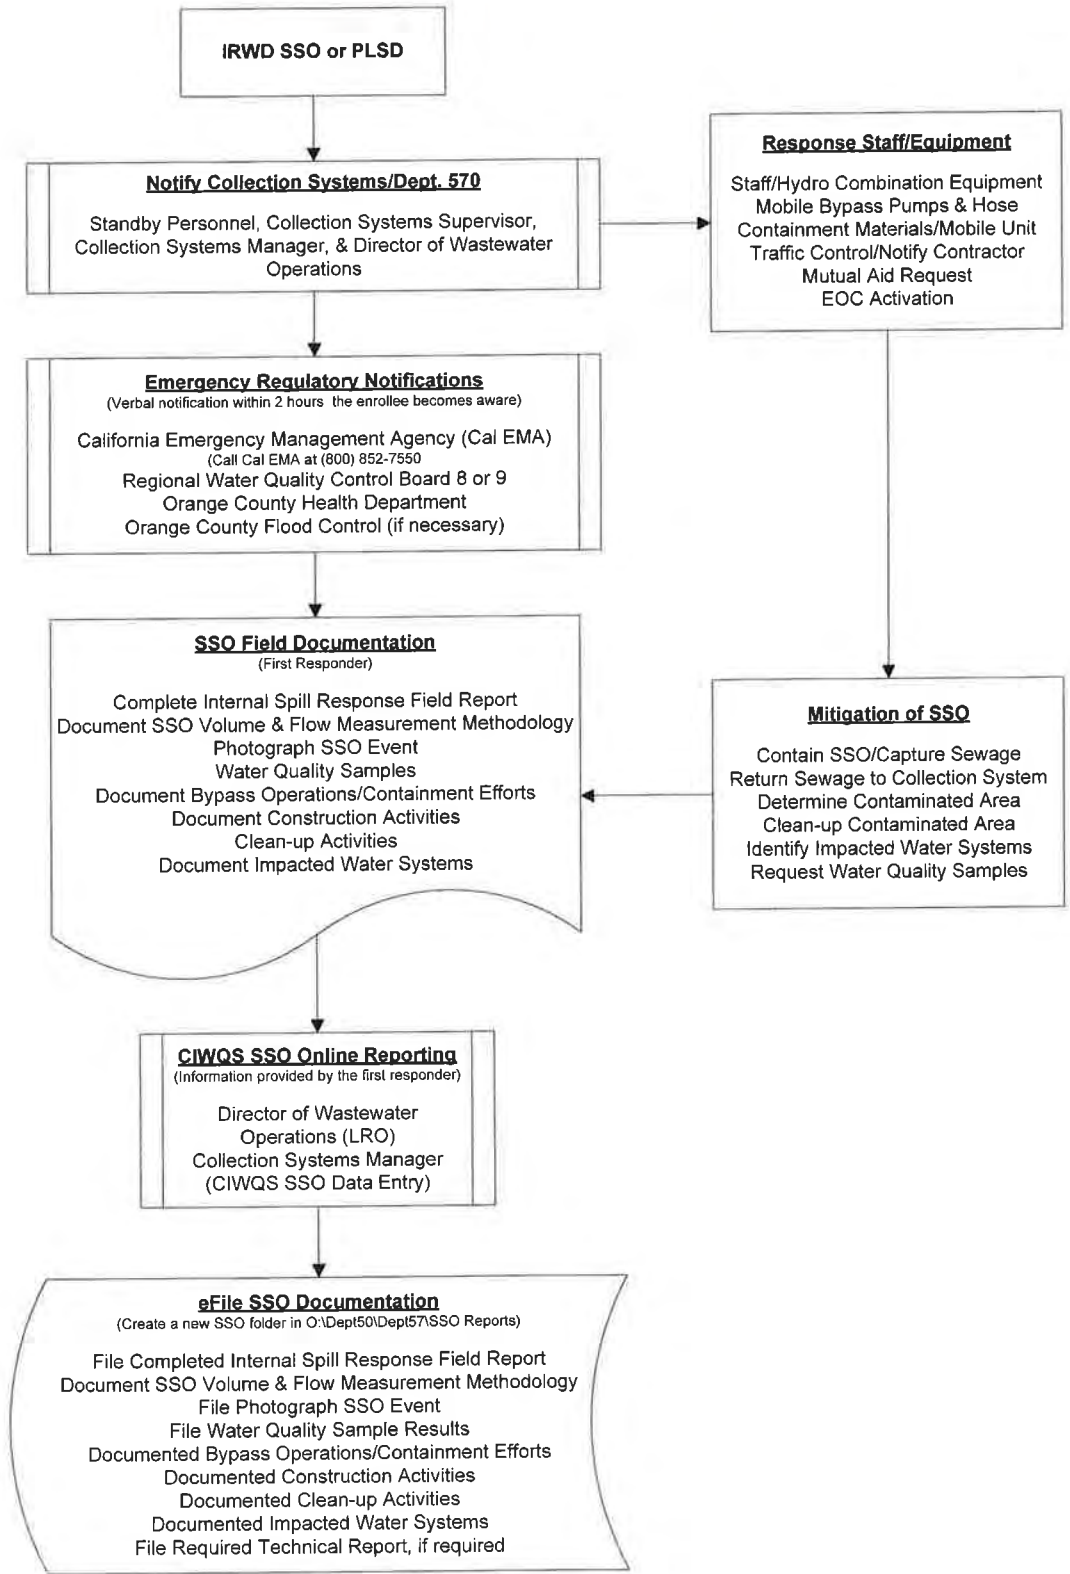 IRWD SSO or PLSD
Notify Collection Systems/Dept. 570
Standby Personnel, Collection Systems Supervisor,
Collection Systems Manager, & Director of Wastewater
Operations
Response Staff/Equipment
Staff/Hydro Combination Equipment
Mobile Bypass Pumps & Hose
Containment Materials/Mobile Unit
Traffic Control/Notify Contractor
Mutual Aid Request
EOC Activation
Emergency Regulatory Notifications
(Verbal notification within 2 hours the enrollee becomes aware)
California Emergency Management Agency (Cal EMA)
(Call Cal EMA at (800) 852-7550
Regional Water Quality Control Board 8 or 9
Orange County Health Department
Orange County Flood Control (if necessary)
SSO Field Documentation
(First Responder)
Complete Internal Spill Response Field Report
Document SSO Volume & Flow Measurement Methodology
Photograph SSO Event
Water Quality Samples
Document Bypass Operations/Containment Efforts
Document Construction Activities
Clean-up Activities
Document Impacted Water Systems
Mitigation of SSO
Contain SSO/Capture Sewage
Return Sewage to Collection System
Determine Contaminated Area
Clean-up Contaminated Area
Identify Impacted Water Systems
Request Water Quality Samples
CIWQS SSO Online Reporting
(Information provided by the first responder)
Director of Wastewater
Operations (LRO)
Collection Systems Manager
(CIWQS SSO Data Entry)
eFile SSO Documentation
(Create a new SSO folder in O:\Dept50\Dept57\SSO Reports)
File Completed Internal Spill Response Field Report
Document SSO Volume & Flow Measurement Methodology
File Photograph SSO Event
File Water Quality Sample Results
Documented Bypass Operations/Containment Efforts
Documented Construction Activities
Documented Clean-up Activities
Documented Impacted Water Systems
File Required Technical Report, if required